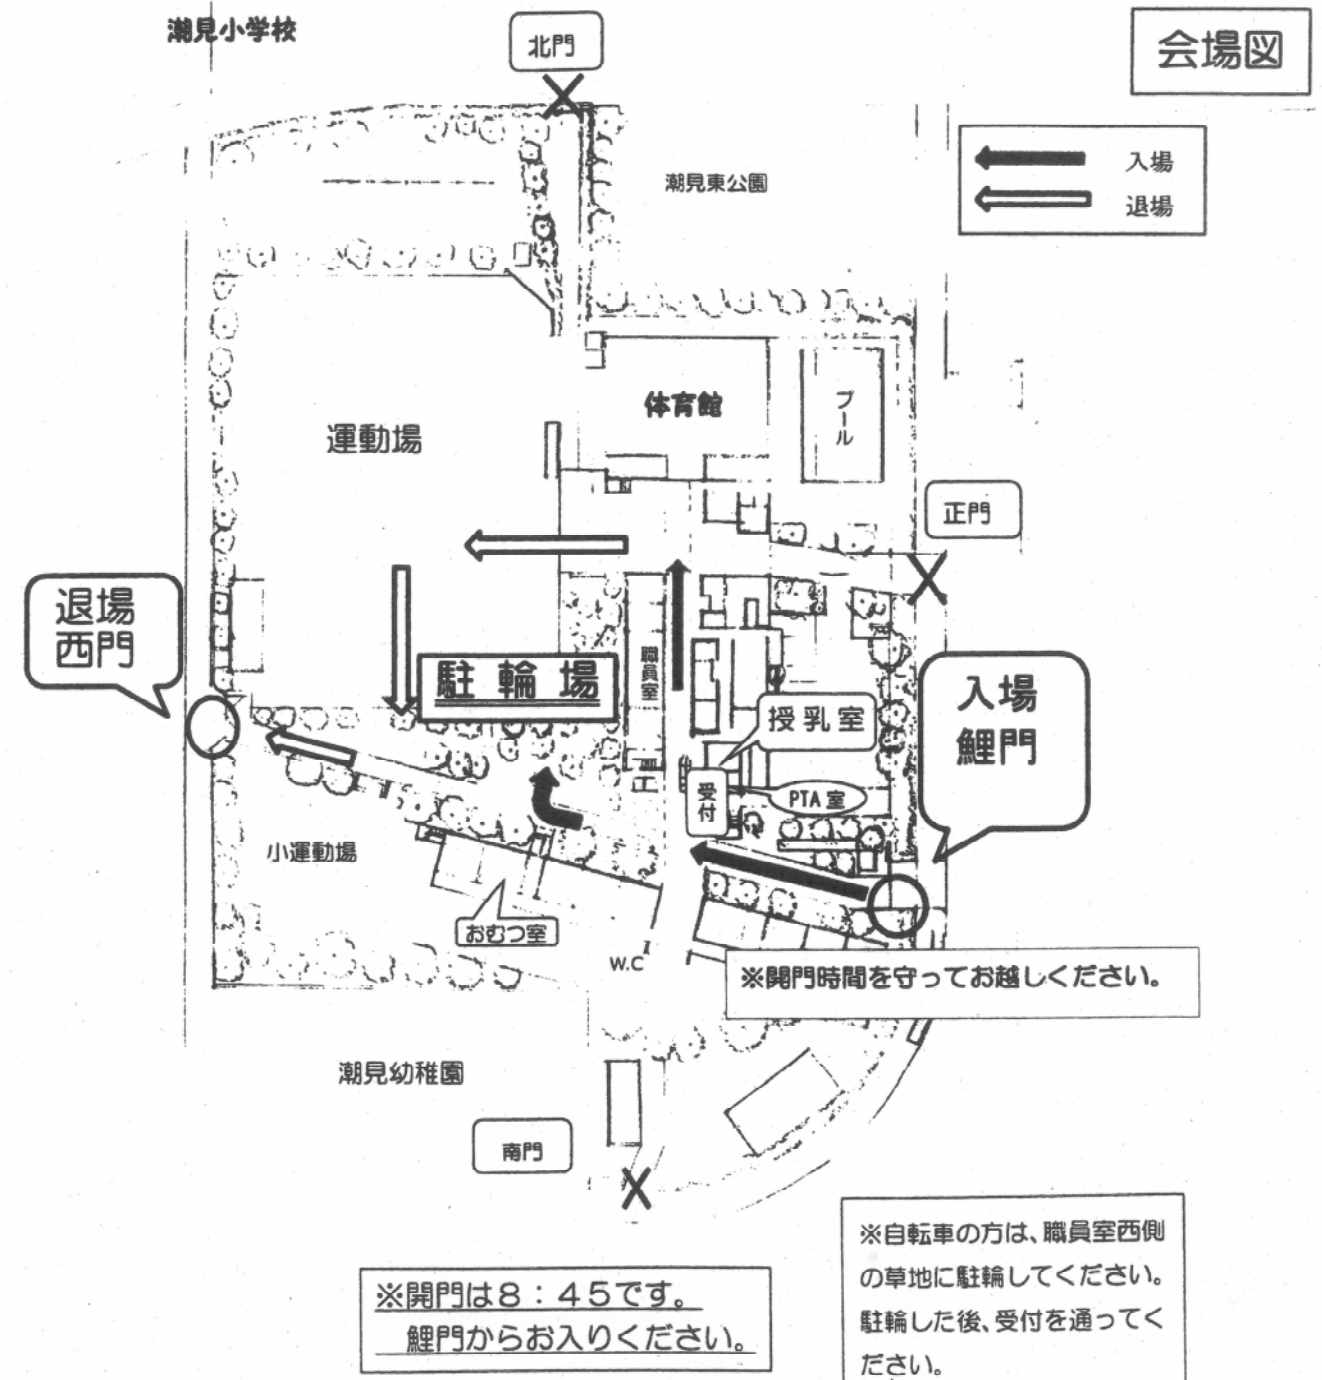 潮見小学校
北門
会場図
入場
退場
潮見東公園
体育館
プール
運動場
正門
退場
西門
職員室
駐輪場
授乳室
入場
鯉門
受付
PTA室
小運動場
おむつ室
W.C
※開門時間を守ってお越しください。
潮見幼稚園
南門
※自転車の方は、職員室西側
の草地に駐輪してください。
駐輪した後、受付を通ってく
ださい。
※開門は8：45です。
鯉門からお入りください。